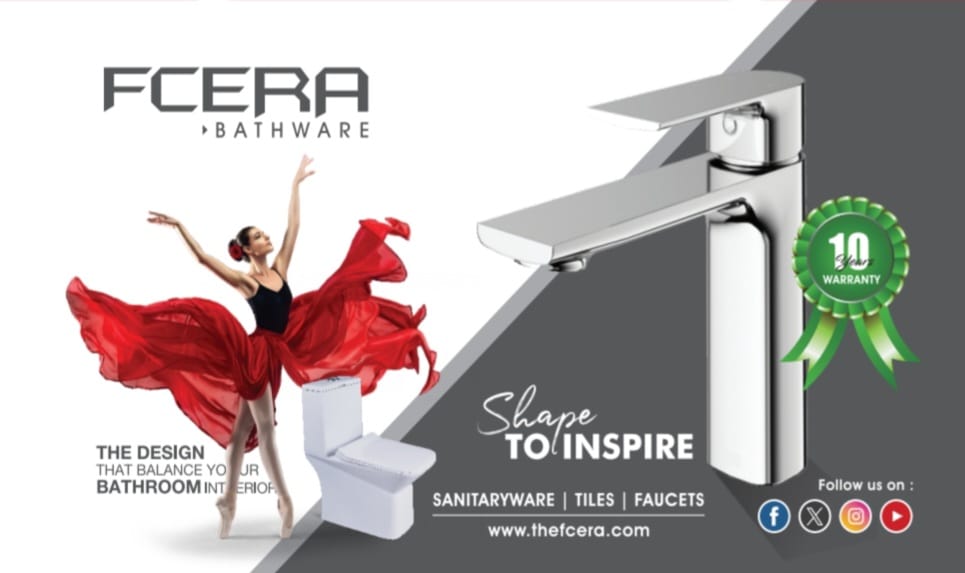 FCERA
BATHWARE
10
Years
WARRANTY
THE DESIGN
THAT BALANCE YOUR
BATHROOM INTERIOR
Shape
TO INSPIRE
SANITARYWARE | TILES | FAUCETS
www.thefcera.com
Follow us on :